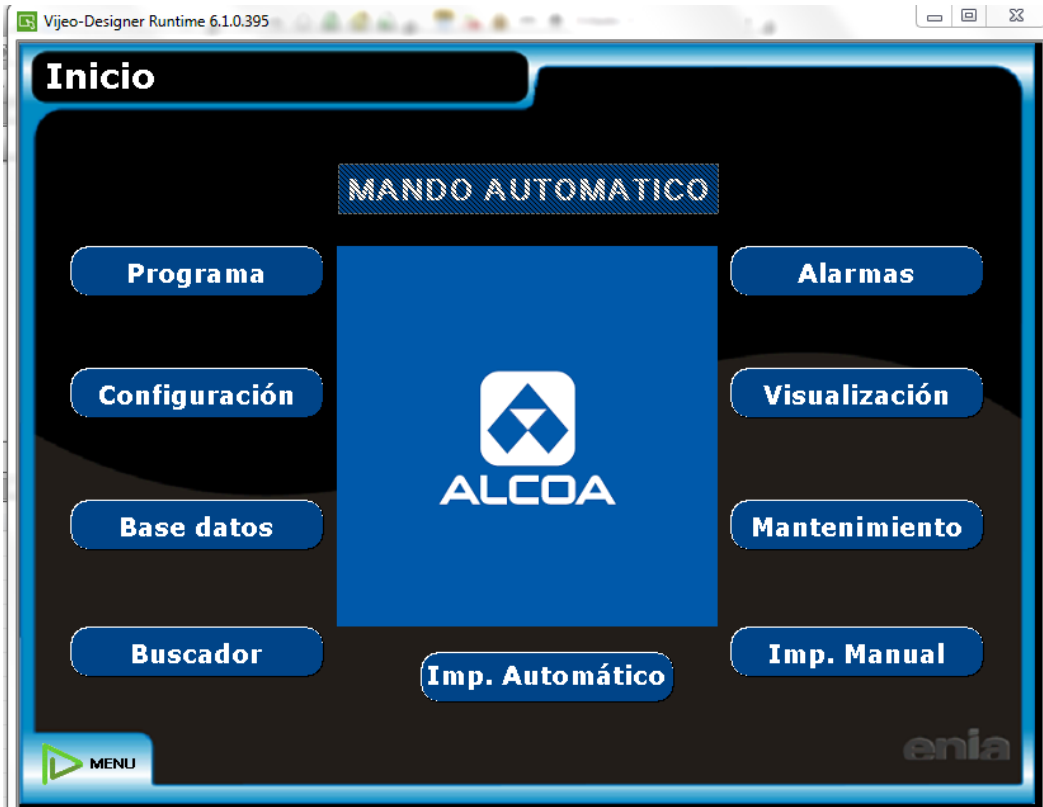 Vijeo-Designer Runtime 6.1.0.395
Inicio
MANDO AUTOMATICO
Programa
Alarmas
Configuración
Visualización
ALCOA
Base datos
Mantenimiento
Buscador
Imp. Automático
Imp. Manual
MENU
enia